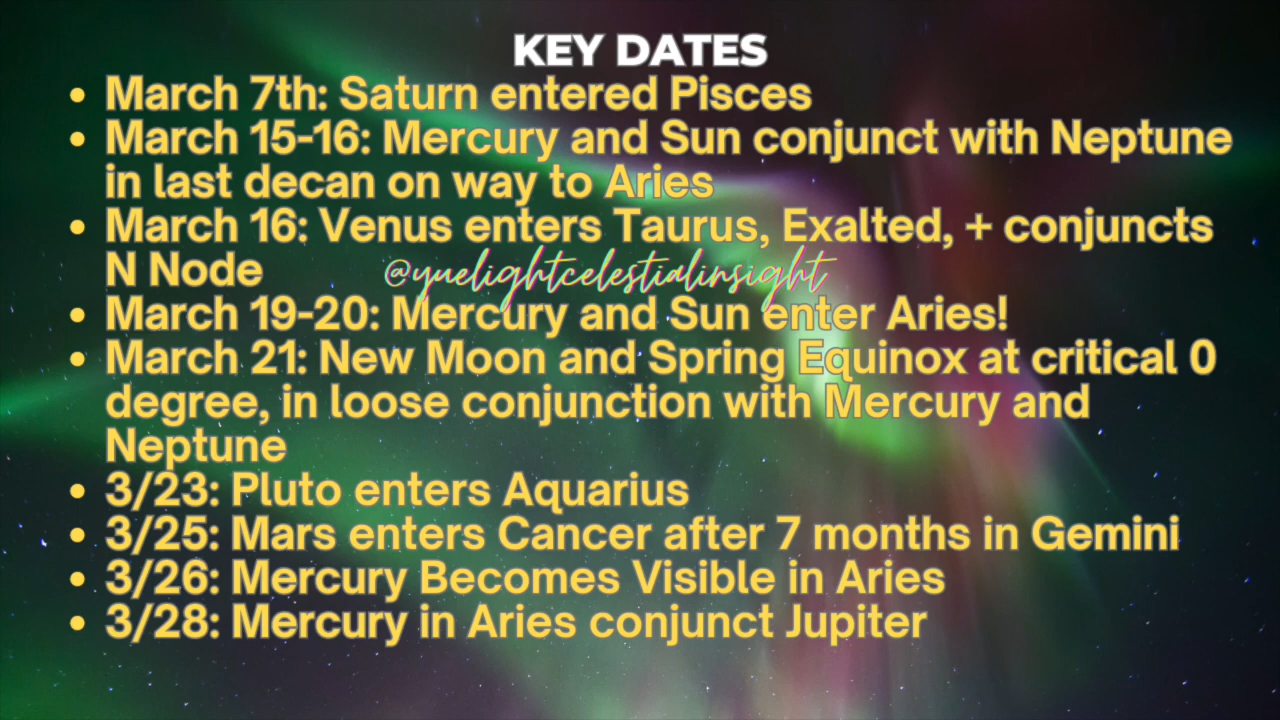 KEY DATES
• March 7th: Saturn entered Pisces
• March 15-16: Mercury and Sun conjunct with Neptune
in last decan on way to Aries
• March 16: Venus enters Taurus, Exalted, + conjuncts
N Node
@yuelightcelestialinsight
• March 19-20: Mercury and Sun enter Aries!
• March 21: New Moon and Spring Equinox at critical 0
degree, in loose conjunction with Mercury and
Neptune
• 3/23: Pluto enters Aquarius
• 3/25: Mars enters Cancer after 7 months in Gemini
• 3/26: Mercury Becomes Visible in Aries
• 3/28: Mercury in Aries conjunct Jupiter